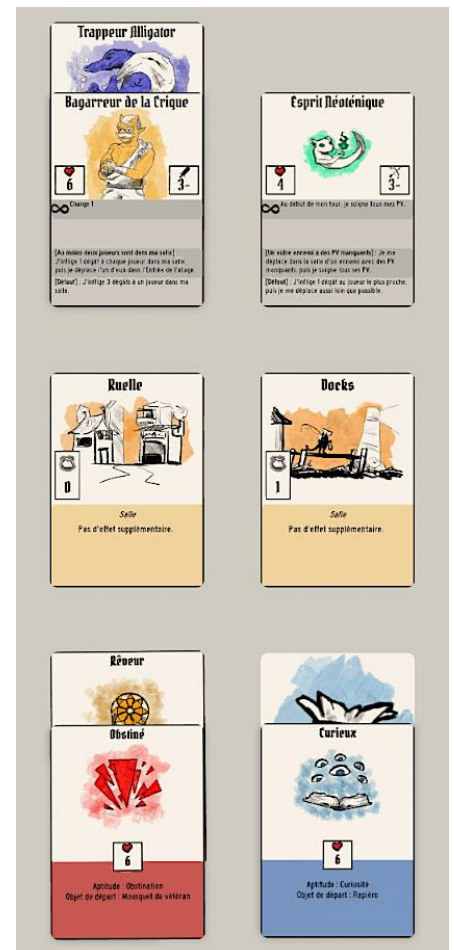 Trappeur Alligator
Bagarreur de la Crique
6
3-
∞ Charge 1
[Au moins deux joueurs sont dans ma salle] :
J'inflige 1 dégât à chaque joueur dans ma salle,
puis je déplace l'un d'eux dans l'Entrée de l'étage.
[Défaut] : J'inflige 3 dégâts à un joueur dans ma
salle.
Esprit Néoténique
4
3-
∞ Au début de mon tour, je soigne tous mes PV.
[Un autre ennemi a des PV manquants] : Je me
déplace dans la salle d'un ennemi avec des PV
manquants, puis je soigne tous ses PV.
[Défaut] : J'inflige 1 dégât au joueur le plus proche,
puis je me déplace aussi loin que possible.
Ruelle
0
Salle
Pas d'effet supplémentaire.
Docks
1
Salle
Pas d'effet supplémentaire.
Rêveur
Obstiné
6
Aptitude : Obstination
Objet de départ : Mousquet de vétéran
Curieux
6
Aptitude : Curiosité
Objet de départ : Rapière